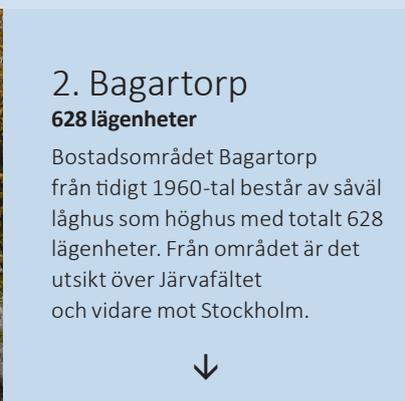 2. Bagartorp
628 lägenheter
Bostadsområdet Bagartorp
från tidigt 1960-tal består av såväl
låghus som höghus med totalt 628
lägenheter. Från området är det
utsikt över Järvafältet
och vidare mot Stockholm.